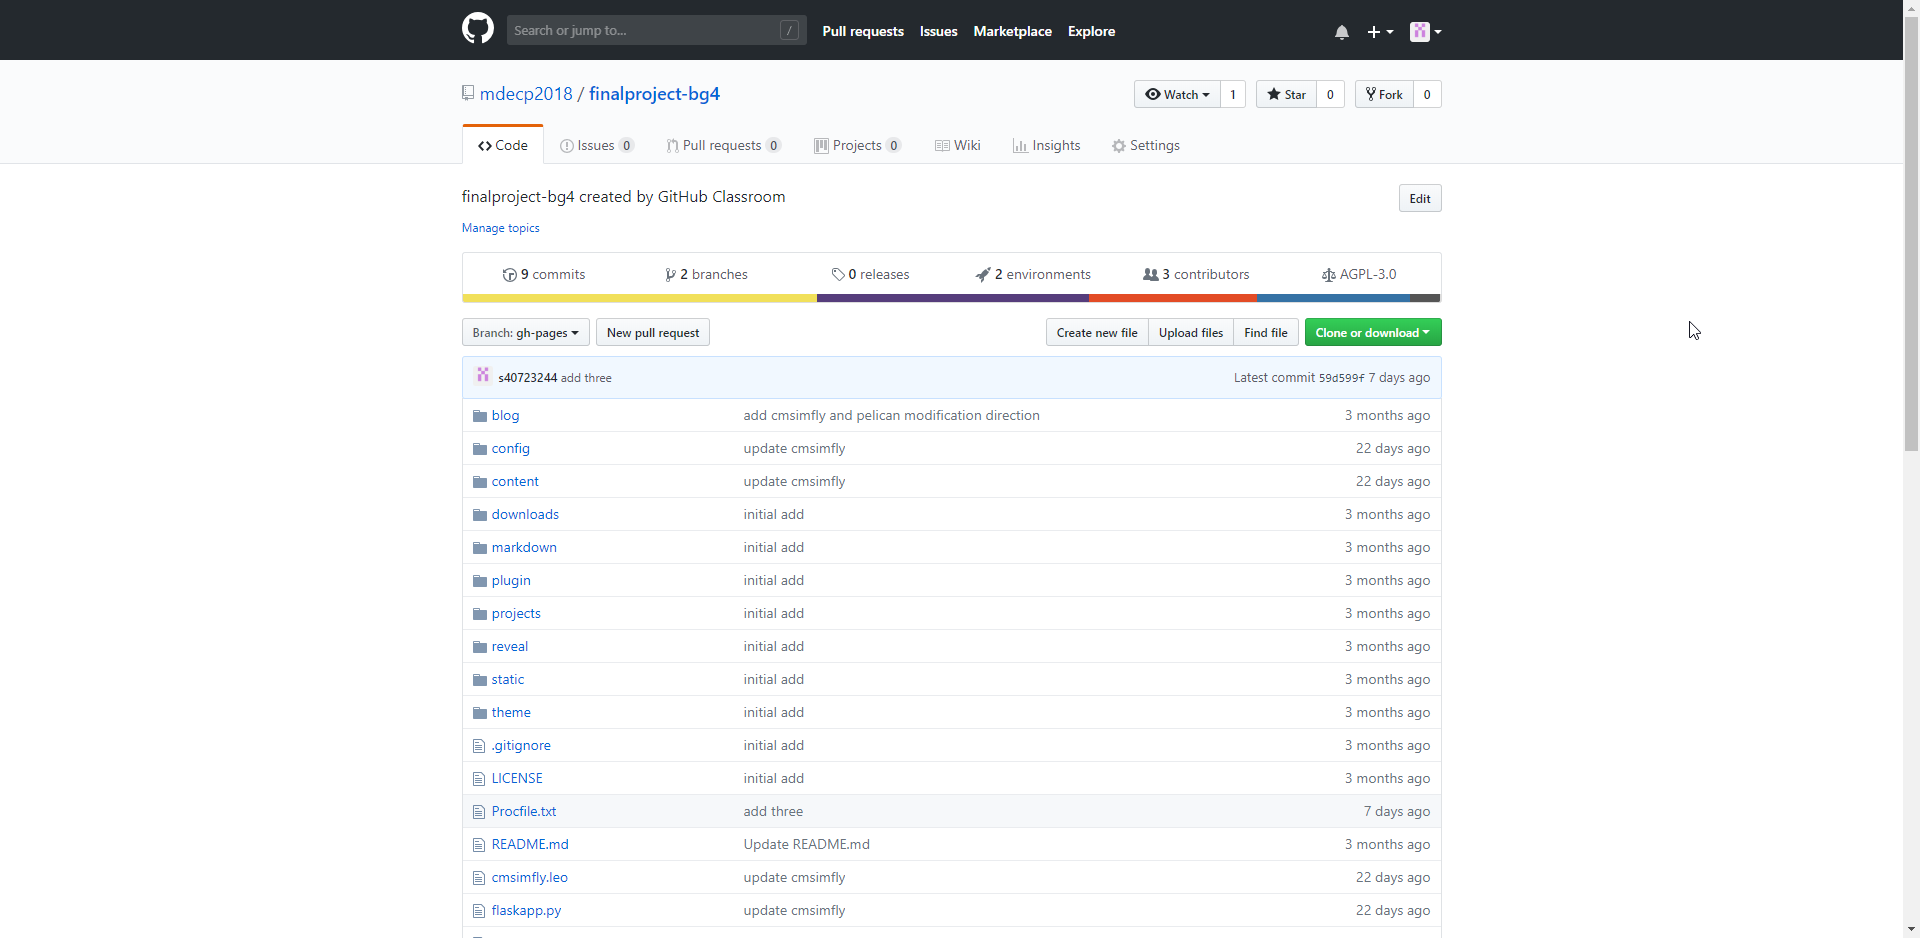 Search or jump to... / Pull requests Issues Marketplace Explore
mdecp2018 / finalproject-bg4 Watch 1 Star 0 Fork 0
Code Issues 0 Pull requests 0 Projects 0 Wiki Insights Settings
finalproject-bg4 created by GitHub Classroom Edit
Manage topics
9 commits 2 branches 0 releases 2 environments 3 contributors AGPL-3.0
Branch: gh-pages New pull request Create new file Upload files Find file Clone or download
s40723244 add three Latest commit 59d599f 7 days ago
blog add cmsimfly and pelican modification direction 3 months ago
config update cmsimfly 22 days ago
content update cmsimfly 22 days ago
downloads initial add 3 months ago
markdown initial add 3 months ago
plugin initial add 3 months ago
projects initial add 3 months ago
reveal initial add 3 months ago
static initial add 3 months ago
theme initial add 3 months ago
.gitignore initial add 3 months ago
LICENSE initial add 3 months ago
Procfile.txt add three 7 days ago
README.md Update README.md 3 months ago
cmsimfly.leo update cmsimfly 22 days ago
flaskapp.py update cmsimfly 22 days ago